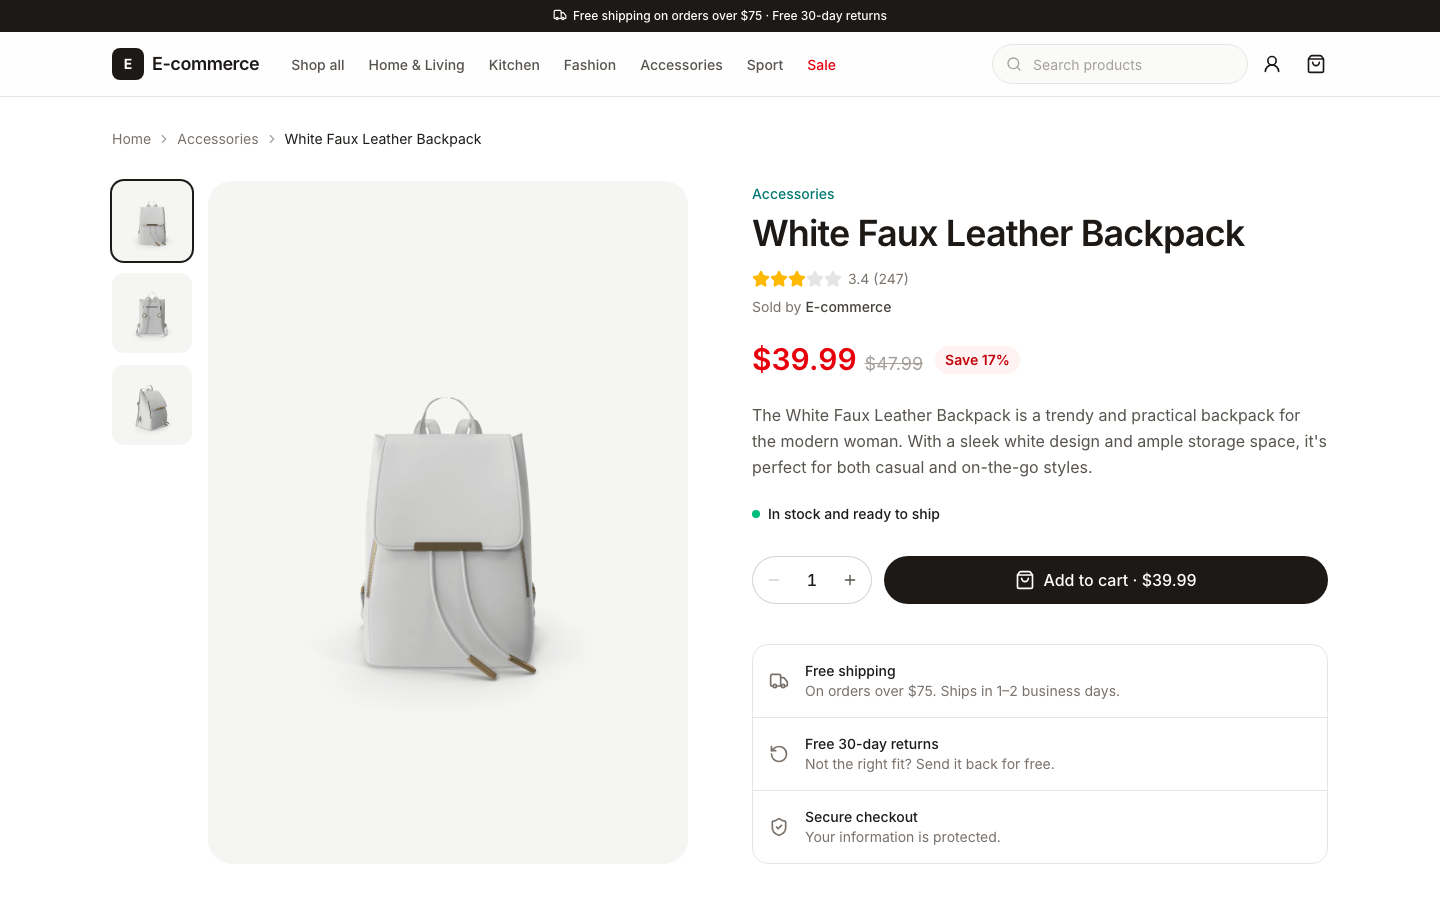 Free shipping on orders over $75 · Free 30-day returns
E E-commerce Shop all Home & Living Kitchen Fashion Accessories Sport Sale Search products
Home Accessories White Faux Leather Backpack
Accessories
White Faux Leather Backpack
3.4 (247)
Sold by E-commerce
$39.99 $47.99 Save 17%
The White Faux Leather Backpack is a trendy and practical backpack for
the modern woman. With a sleek white design and ample storage space, it's
perfect for both casual and on-the-go styles.
In stock and ready to ship
1 Add to cart · $39.99
Free shipping
On orders over $75. Ships in 1–2 business days.
Free 30-day returns
Not the right fit? Send it back for free.
Secure checkout
Your information is protected.